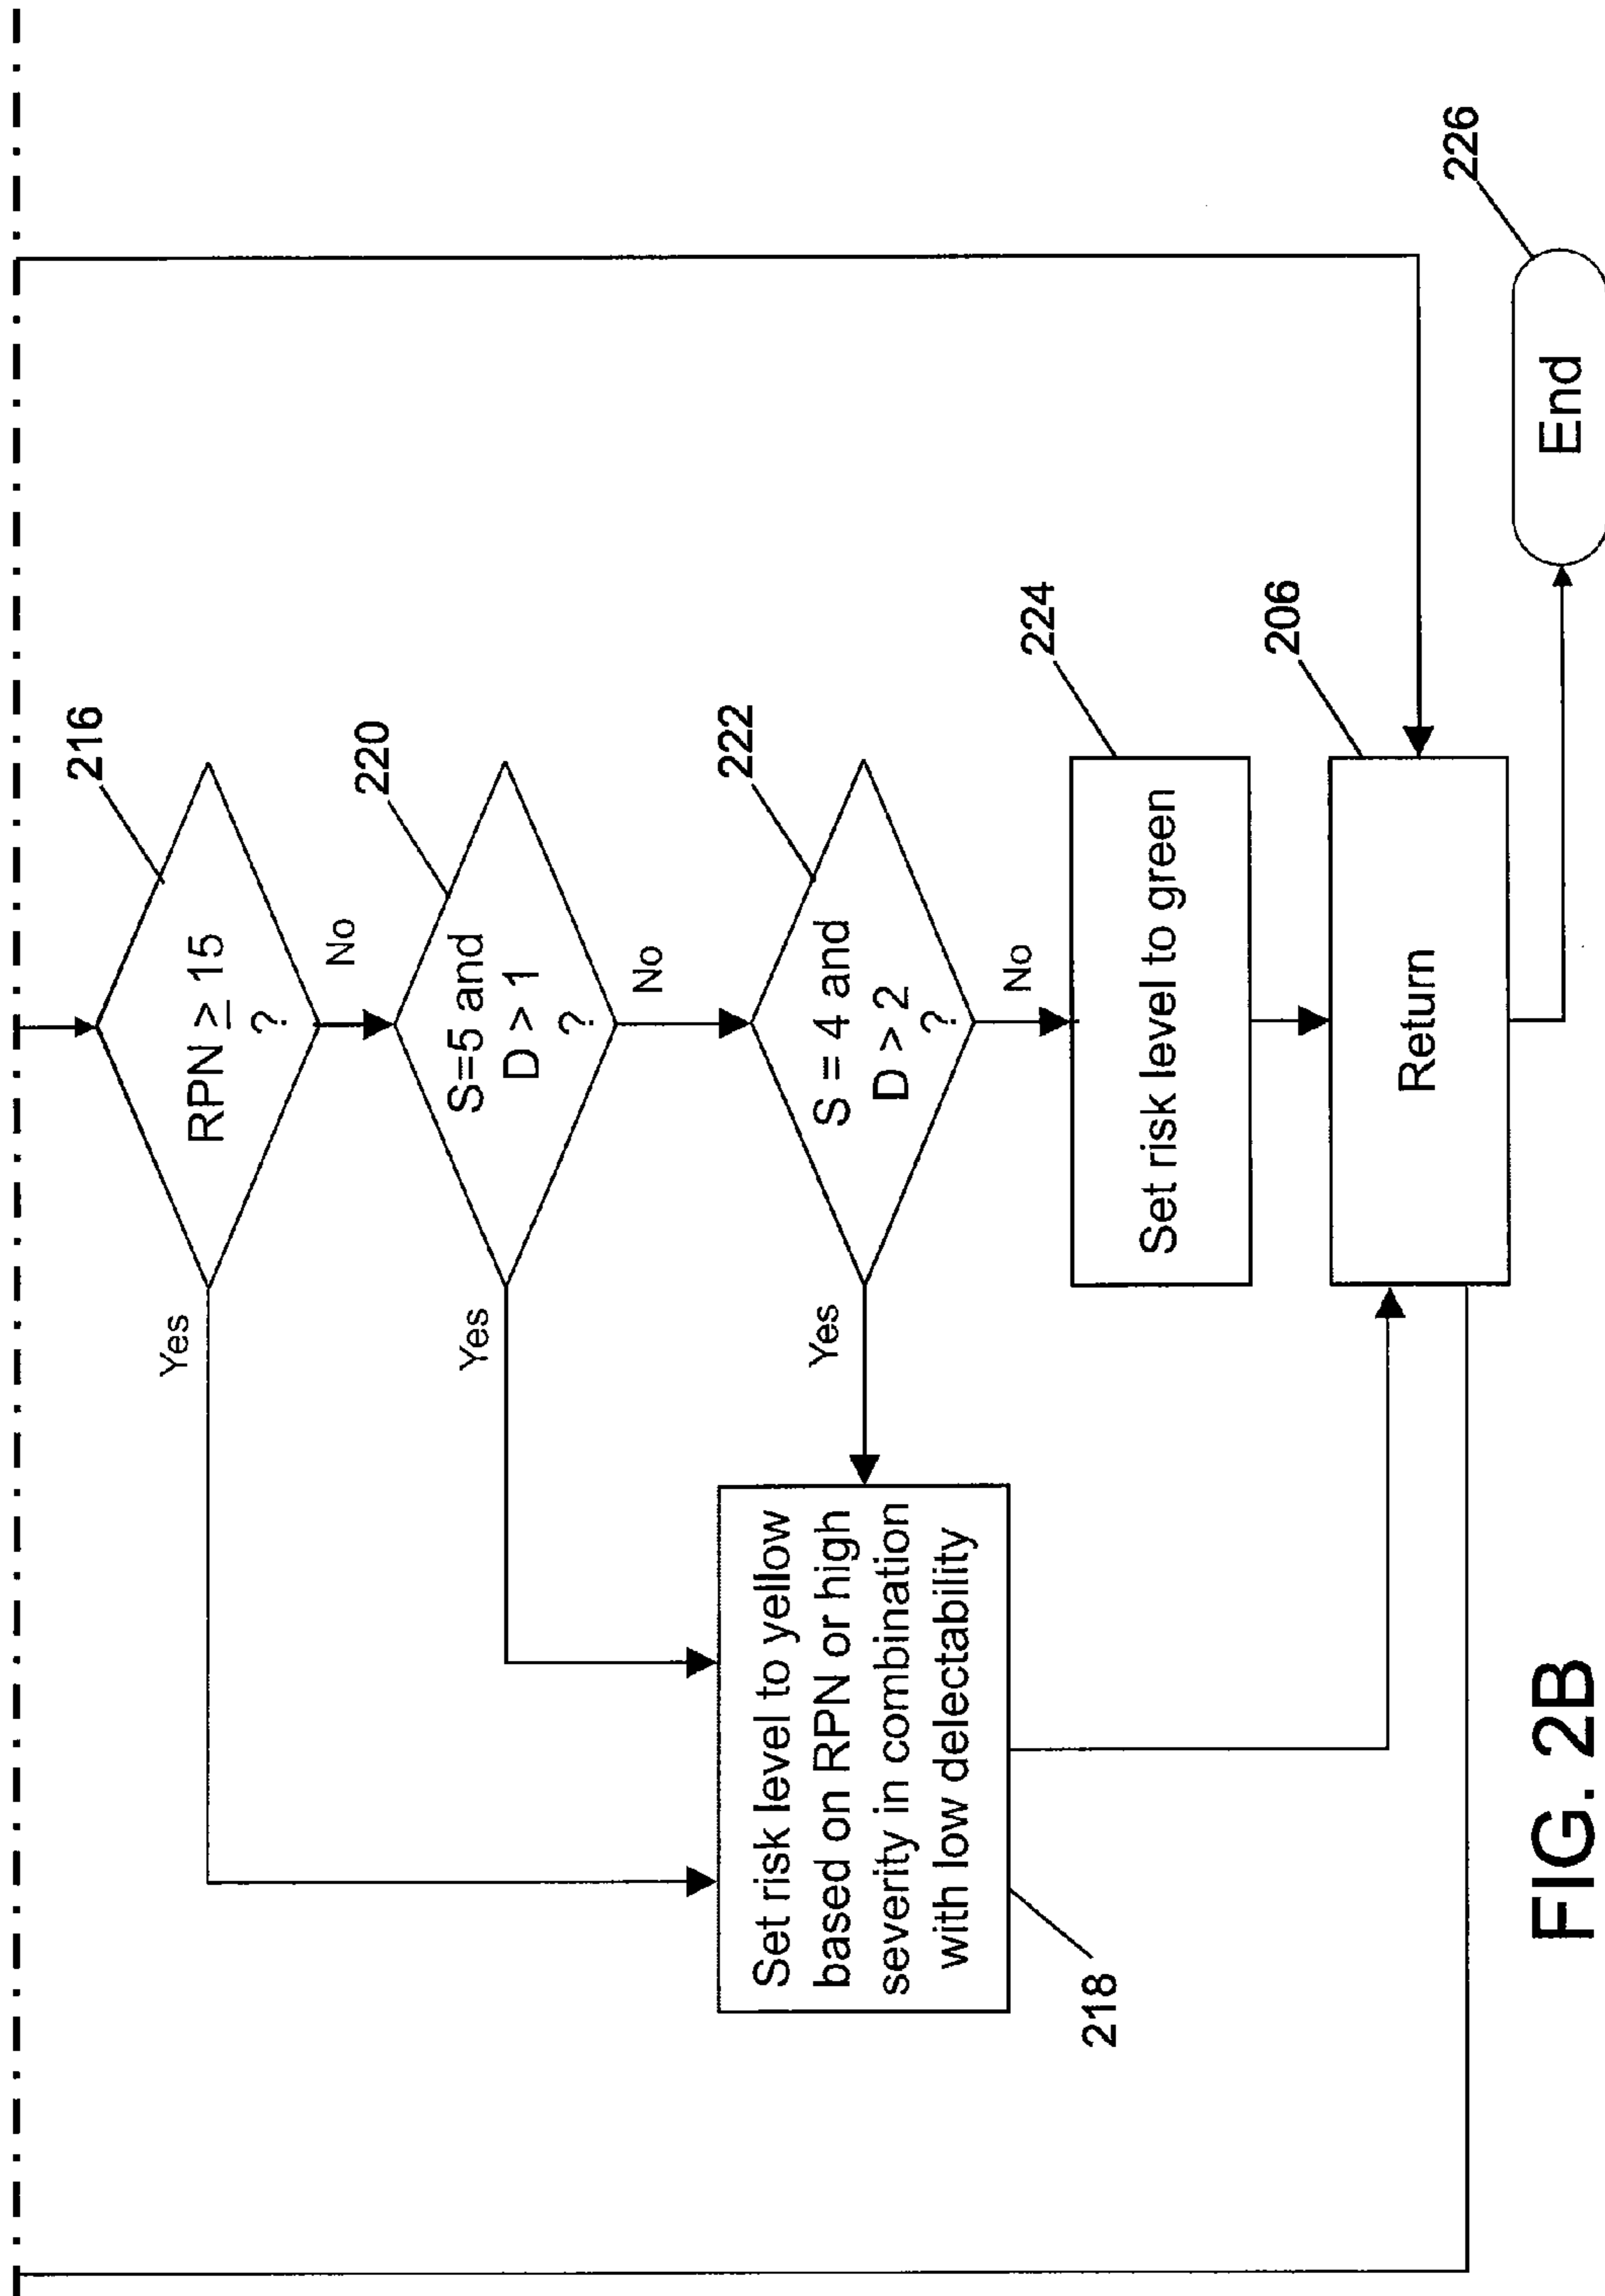 216
RPN ≥ 15
?
Yes
No
220
S=5 and
D > 1
?
Yes
No
222
S = 4 and
D > 2
?
Yes
No
Set risk level to yellow
based on RPN or high
severity in combination
with low delectability
218
224
Set risk level to green
206
Return
226
End
FIG. 2B